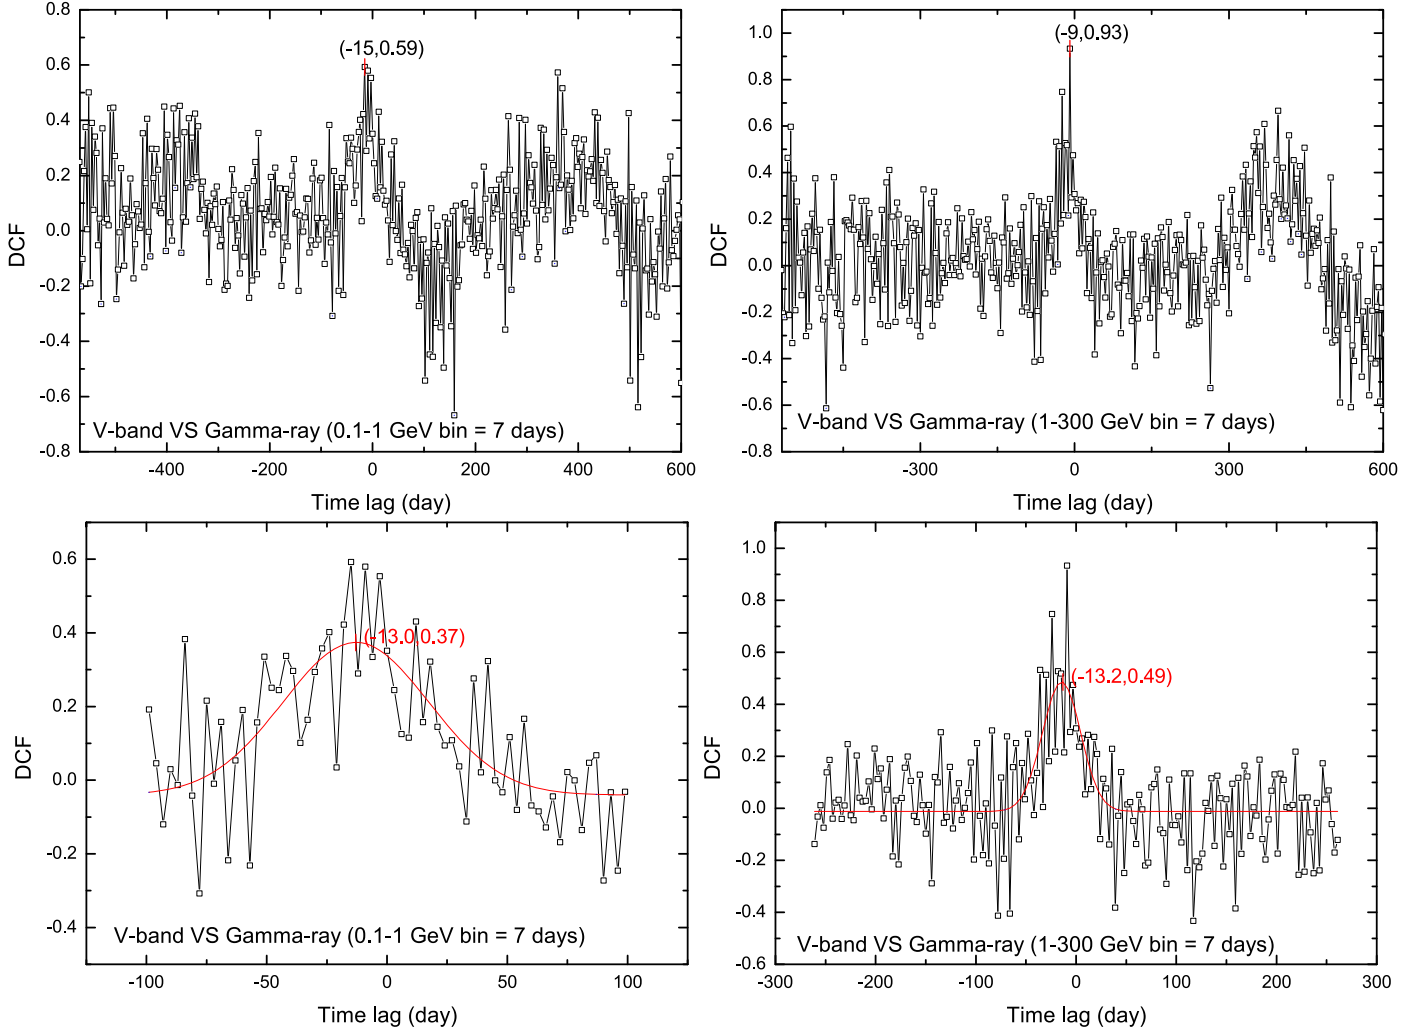 0.8
0.6
0.4
0.2
0.0
-0.2
-0.4
-0.6
-0.8
DCF
(-15,0.59)
V-band VS Gamma-ray (0.1-1 GeV bin = 7 days)
-400 -200 0 200 400 600
Time lag (day)
1.0
0.8
0.6
0.4
0.2
0.0
-0.2
-0.4
-0.6
-0.8
DCF
(-9,0.93)
V-band VS Gamma-ray (1-300 GeV bin = 7 days)
-300 0 300 600
Time lag (day)
0.6
0.4
0.2
0.0
-0.2
-0.4
DCF
(-13.0,0.37)
V-band VS Gamma-ray (0.1-1 GeV bin = 7 days)
-100 -50 0 50 100
Time lag (day)
1.0
0.8
0.6
0.4
0.2
0.0
-0.2
-0.4
-0.6
DCF
(-13.2,0.49)
V-band VS Gamma-ray (1-300 GeV bin = 7 days)
-300 -200 -100 0 100 200 300
Time lag (day)